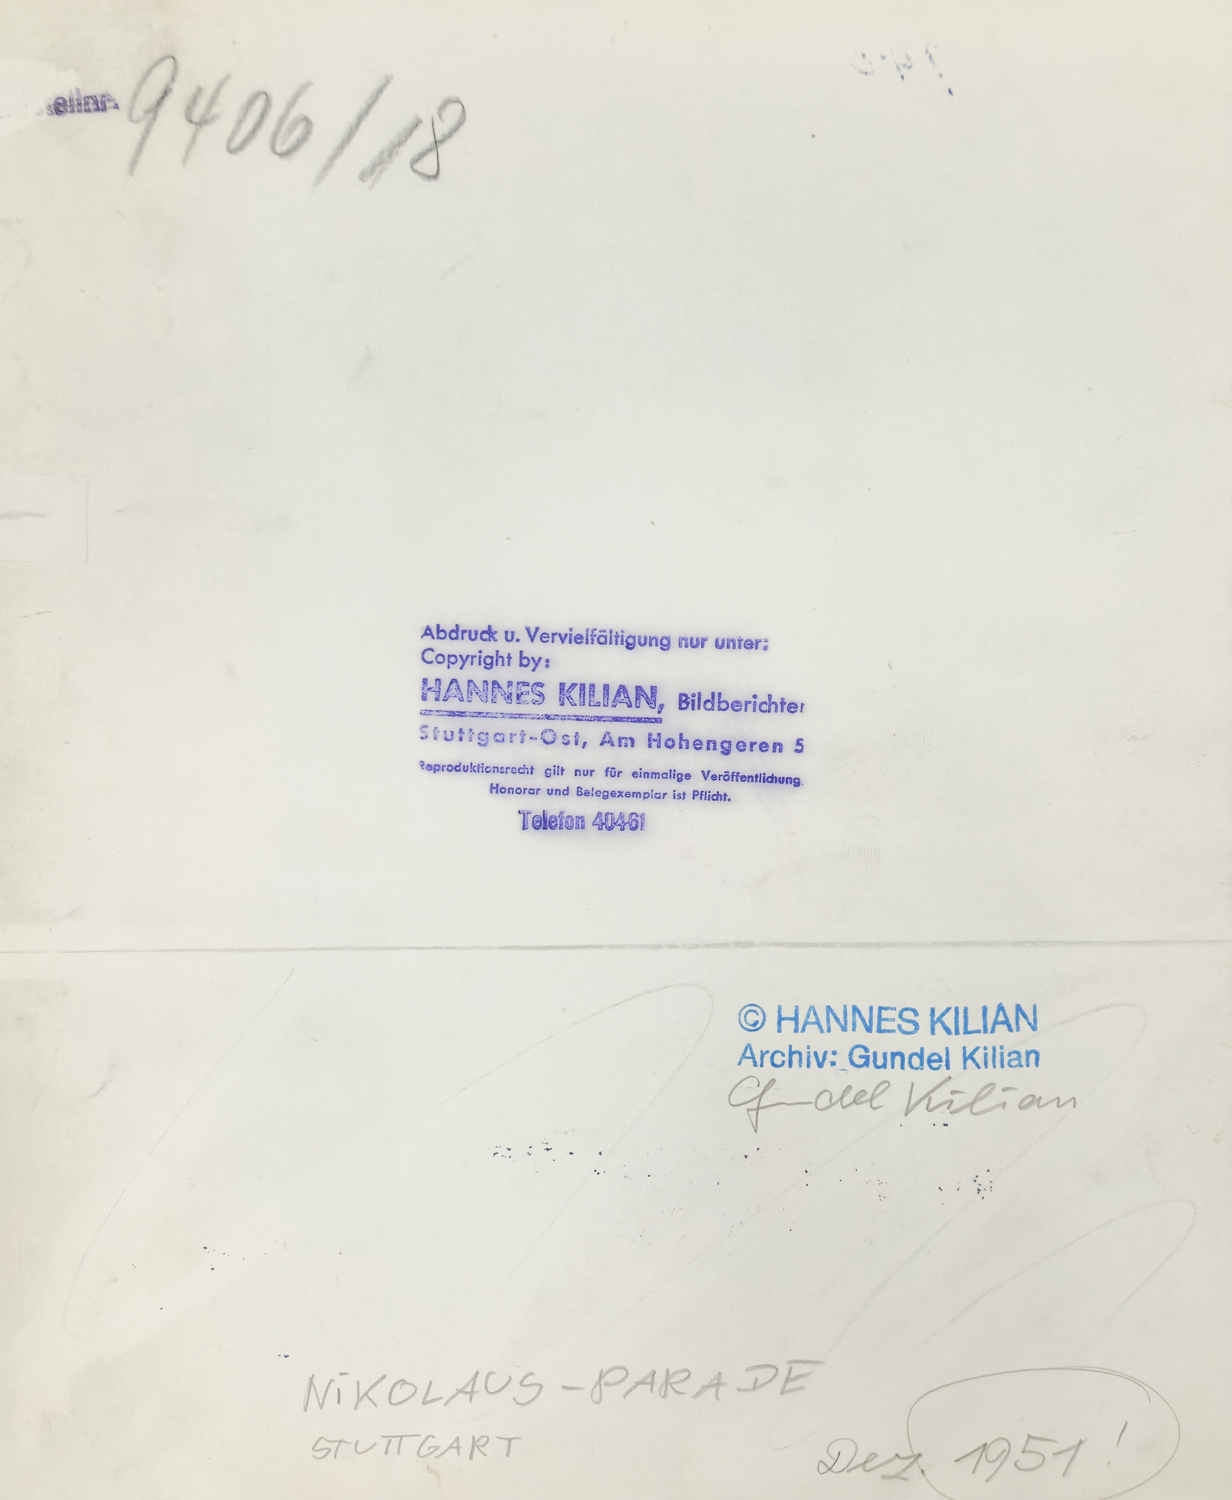 9406/18
Abdruck u. Vervielfältigung nur unter:
Copyright by:
HANNES KILIAN, Bildberichter
Stuttgart-Ost, Am Hohengeren 5
Reproduktionsrecht gilt nur für einmalige Veröffentlichung.
Honorar und Belegexemplar ist Pflicht.
Telefon 40461
© HANNES KILIAN
Archiv: Gundel Kilian
Gundel Kilian
NIKOLAUS-PARADE
STUTTGART
Dez. 1951!